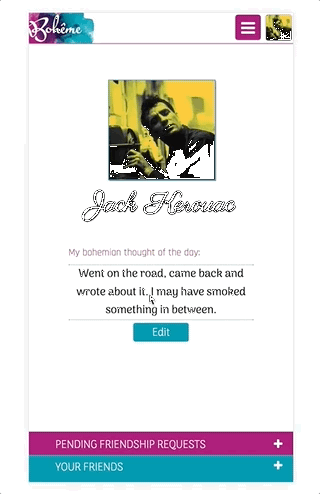 Bohême
Jack Kerouac
My bohemian thought of the day:
Went on the road, came back and
wrote about it. I may have smoked
something in between.
Edit
PENDING FRIENDSHIP REQUESTS
YOUR FRIENDS